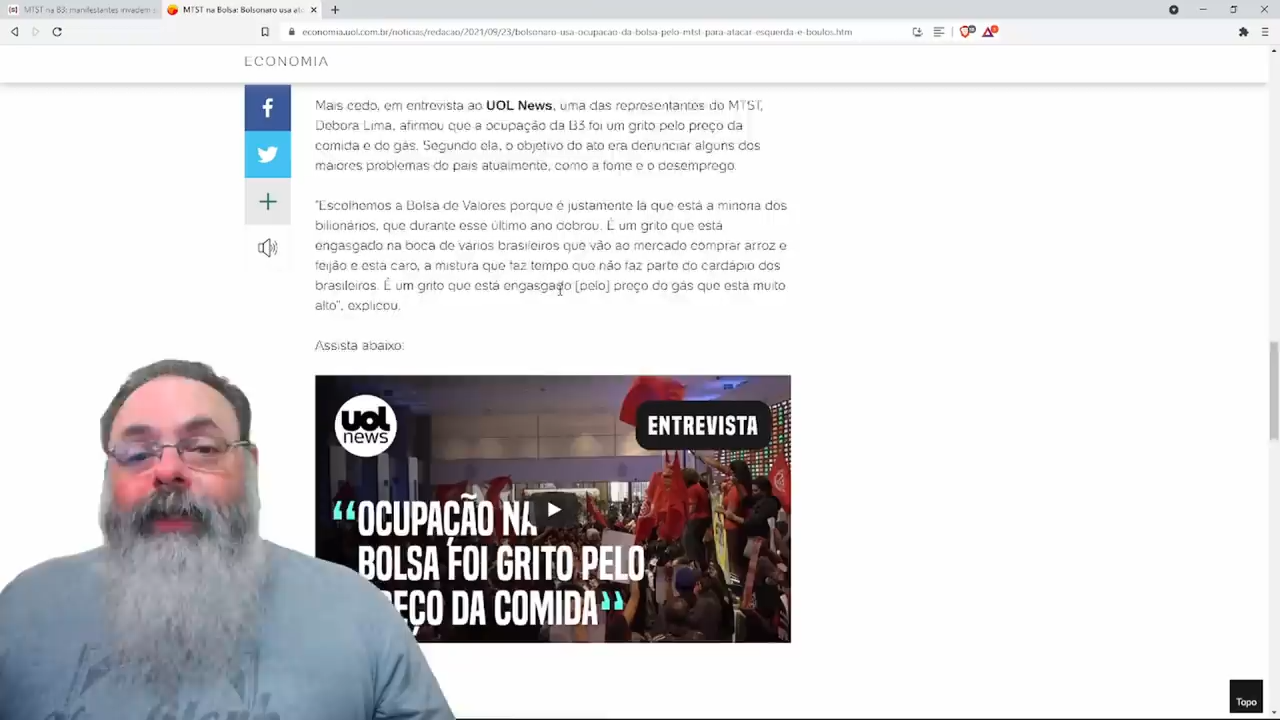 MTST na B3: manifestantes invadem s
MTST na Bolsa: Bolsonaro usa ato
economia.uol.com.br/noticias/redacao/2021/09/23/bolsonaro-usa-ocupacao-da-bolsa-pelo-mtst-para-atacar-esquerda-e-boulos.htm
ECONOMIA
Mais cedo, em entrevista ao UOL News, uma das representantes do MTST,
Debora Lima, afirmou que a ocupação da B3 foi um grito pelo preço da
comida e do gás. Segundo ela, o objetivo do ato era denunciar alguns dos
maiores problemas do país atualmente, como a fome e o desemprego.
"Escolhemos a Bolsa de Valores porque é justamente lá que está a minoria dos
bilionários, que durante esse último ano dobrou. É um grito que está
engasgado na boca de vários brasileiros que vão ao mercado comprar arroz e
feijão e está caro, a mistura que faz tempo que não faz parte do cardápio dos
brasileiros. É um grito que está engasgado [pelo] preço do gás que está muito
alto", explicou.
Assista abaixo:
uol
news
ENTREVISTA
“OCUPAÇÃO NA
BOLSA FOI GRITO PELO
REÇO DA COMIDA”
Topo